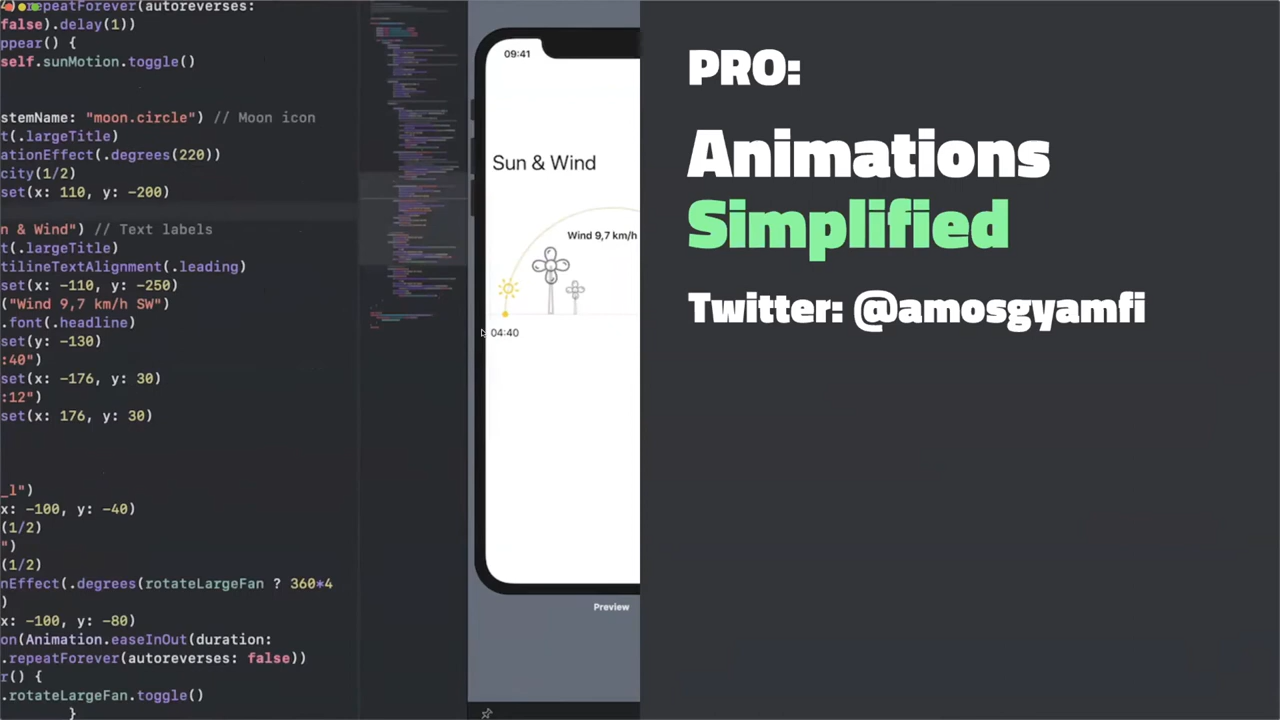 4).repeatForever(autoreverses:
false).delay(1))
ppear() {
self.sunMotion.toggle()
stemName: "moon.circle") // Moon icon
t(.largeTitle)
ationEffect(.degrees(220))
city(1/2)
set(x: 110, y: -200)
n & Wind") // Text labels
t(.largeTitle)
tilineTextAlignment(.leading)
set(x: -110, y: -250)
("Wind 9,7 km/h SW")
.font(.headline)
set(y: -130)
:40")
set(x: -176, y: 30)
:12")
set(x: 176, y: 30)
_l")
x: -100, y: -40)
(1/2)
")
(1/2)
nEffect(.degrees(rotateLargeFan ? 360*4
)
x: -100, y: -80)
on(Animation.easeInOut(duration:
.repeatForever(autoreverses: false))
r() {
.rotateLargeFan.toggle()
}
09:41
Sun & Wind
Wind 9,7 km/h
04:40
Preview
PRO:
Animations
Simplified
Twitter: @amosgyamfi